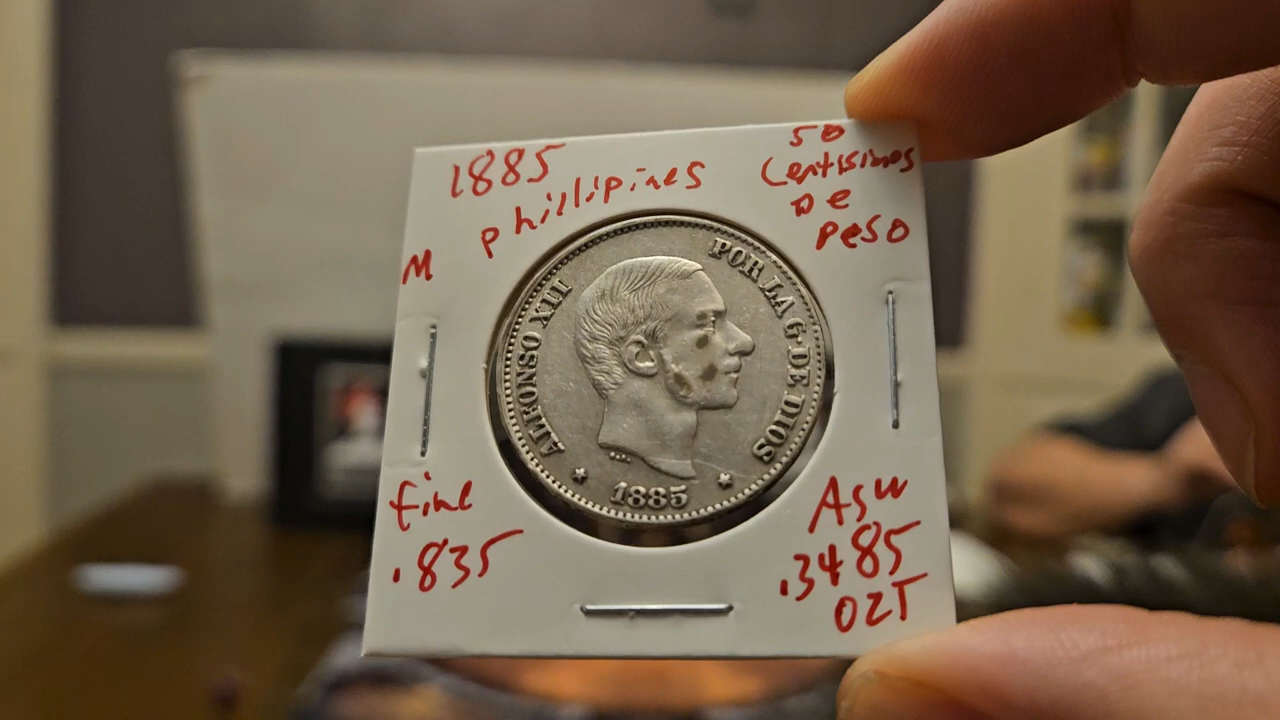 1885
Phillipines
M
50
Centisimos
De
Peso
ALFONSO XII
POR LA G. DE DIOS
1885
fine
.835
ASW
.3485
OZT